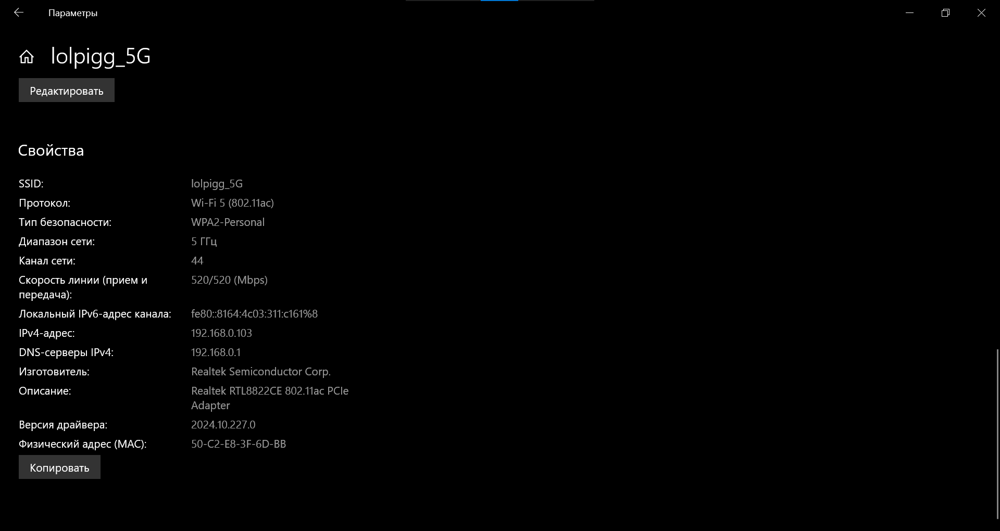 Параметры
lolpigg_5G
Редактировать
Свойства
SSID: lolpigg_5G
Протокол: Wi-Fi 5 (802.11ac)
Тип безопасности: WPA2-Personal
Диапазон сети: 5 ГГц
Канал сети: 44
Скорость линии (прием и 520/520 (Mbps)
передача):
Локальный IPv6-адрес канала: fe80::8164:4c03:311:c161%8
IPv4-адрес: 192.168.0.103
DNS-серверы IPv4: 192.168.0.1
Изготовитель: Realtek Semiconductor Corp.
Описание: Realtek RTL8822CE 802.11ac PCIe
Adapter
Версия драйвера: 2024.10.227.0
Физический адрес (MAC): 50-C2-E8-3F-6D-BB
Копировать